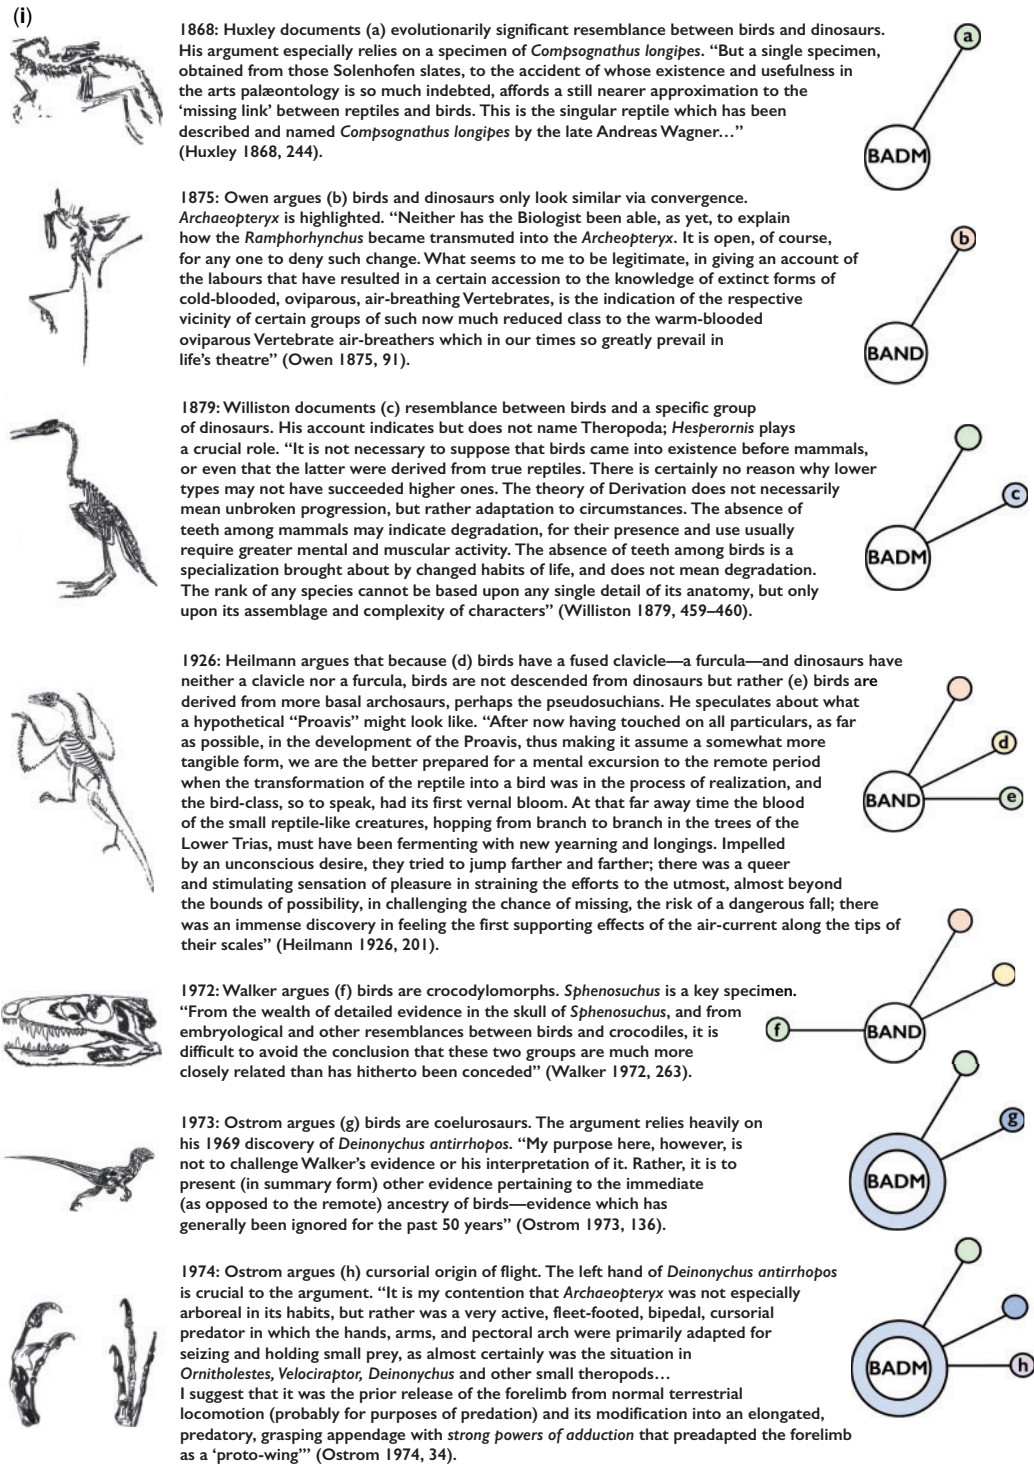 (i)
1868: Huxley documents (a) evolutionarily significant resemblance between birds and dinosaurs.
His argument especially relies on a specimen of Compsognathus longipes. “But a single specimen,
obtained from those Solenhofen slates, to the accident of whose existence and usefulness in
the arts palæontology is so much indebted, affords a still nearer approximation to the
‘missing link’ between reptiles and birds. This is the singular reptile which has been
described and named Compsognathus longipes by the late Andreas Wagner…”
(Huxley 1868, 244).
a
BADM
1875: Owen argues (b) birds and dinosaurs only look similar via convergence.
Archaeopteryx is highlighted. “Neither has the Biologist been able, as yet, to explain
how the Ramphorhynchus became transmuted into the Archeopteryx. It is open, of course,
for any one to deny such change. What seems to me to be legitimate, in giving an account of
the labours that have resulted in a certain accession to the knowledge of extinct forms of
cold-blooded, oviparous, air-breathing Vertebrates, is the indication of the respective
vicinity of certain groups of such now much reduced class to the warm-blooded
oviparous Vertebrate air-breathers which in our times so greatly prevail in
life’s theatre” (Owen 1875, 91).
b
BAND
1879: Williston documents (c) resemblance between birds and a specific group
of dinosaurs. His account indicates but does not name Theropoda; Hesperornis plays
a crucial role. “It is not necessary to suppose that birds came into existence before mammals,
or even that the latter were derived from true reptiles. There is certainly no reason why lower
types may not have succeeded higher ones. The theory of Derivation does not necessarily
mean unbroken progression, but rather adaptation to circumstances. The absence of
teeth among mammals may indicate degradation, for their presence and use usually
require greater mental and muscular activity. The absence of teeth among birds is a
specialization brought about by changed habits of life, and does not mean degradation.
The rank of any species cannot be based upon any single detail of its anatomy, but only
upon its assemblage and complexity of characters” (Williston 1879, 459–460).
c
BADM
1926: Heilmann argues that because (d) birds have a fused clavicle—a furcula—and dinosaurs have
neither a clavicle nor a furcula, birds are not descended from dinosaurs but rather (e) birds are
derived from more basal archosaurs, perhaps the pseudosuchians. He speculates about what
a hypothetical “Proavis” might look like. “After now having touched on all particulars, as far
as possible, in the development of the Proavis, thus making it assume a somewhat more
tangible form, we are the better prepared for a mental excursion to the remote period
when the transformation of the reptile into a bird was in the process of realization, and
the bird-class, so to speak, had its first vernal bloom. At that far away time the blood
of the small reptile-like creatures, hopping from branch to branch in the trees of the
Lower Trias, must have been fermenting with new yearning and longings. Impelled
by an unconscious desire, they tried to jump farther and farther; there was a queer
and stimulating sensation of pleasure in straining the efforts to the utmost, almost beyond
the bounds of possibility, in challenging the chance of missing, the risk of a dangerous fall; there
was an immense discovery in feeling the first supporting effects of the air-current along the tips of
their scales” (Heilmann 1926, 201).
d
BAND
e
1972: Walker argues (f) birds are crocodylomorphs. Sphenosuchus is a key specimen.
“From the wealth of detailed evidence in the skull of Sphenosuchus, and from
embryological and other resemblances between birds and crocodiles, it is
difficult to avoid the conclusion that these two groups are much more
closely related than has hitherto been conceded” (Walker 1972, 263).
f
BAND
1973: Ostrom argues (g) birds are coelurosaurs. The argument relies heavily on
his 1969 discovery of Deinonychus antirrhopos. “My purpose here, however, is
not to challenge Walker’s evidence or his interpretation of it. Rather, it is to
present (in summary form) other evidence pertaining to the immediate
(as opposed to the remote) ancestry of birds—evidence which has
generally been ignored for the past 50 years” (Ostrom 1973, 136).
g
BADM
1974: Ostrom argues (h) cursorial origin of flight. The left hand of Deinonychus antirrhopos
is crucial to the argument. “It is my contention that Archaeopteryx was not especially
arboreal in its habits, but rather was a very active, fleet-footed, bipedal, cursorial
predator in which the hands, arms, and pectoral arch were primarily adapted for
seizing and holding small prey, as almost certainly was the situation in
Ornitholestes, Velociraptor, Deinonychus and other small theropods…
I suggest that it was the prior release of the forelimb from normal terrestrial
locomotion (probably for purposes of predation) and its modification into an elongated,
predatory, grasping appendage with strong powers of adduction that preadapted the forelimb
as a ‘proto-wing’” (Ostrom 1974, 34).
BADM
h